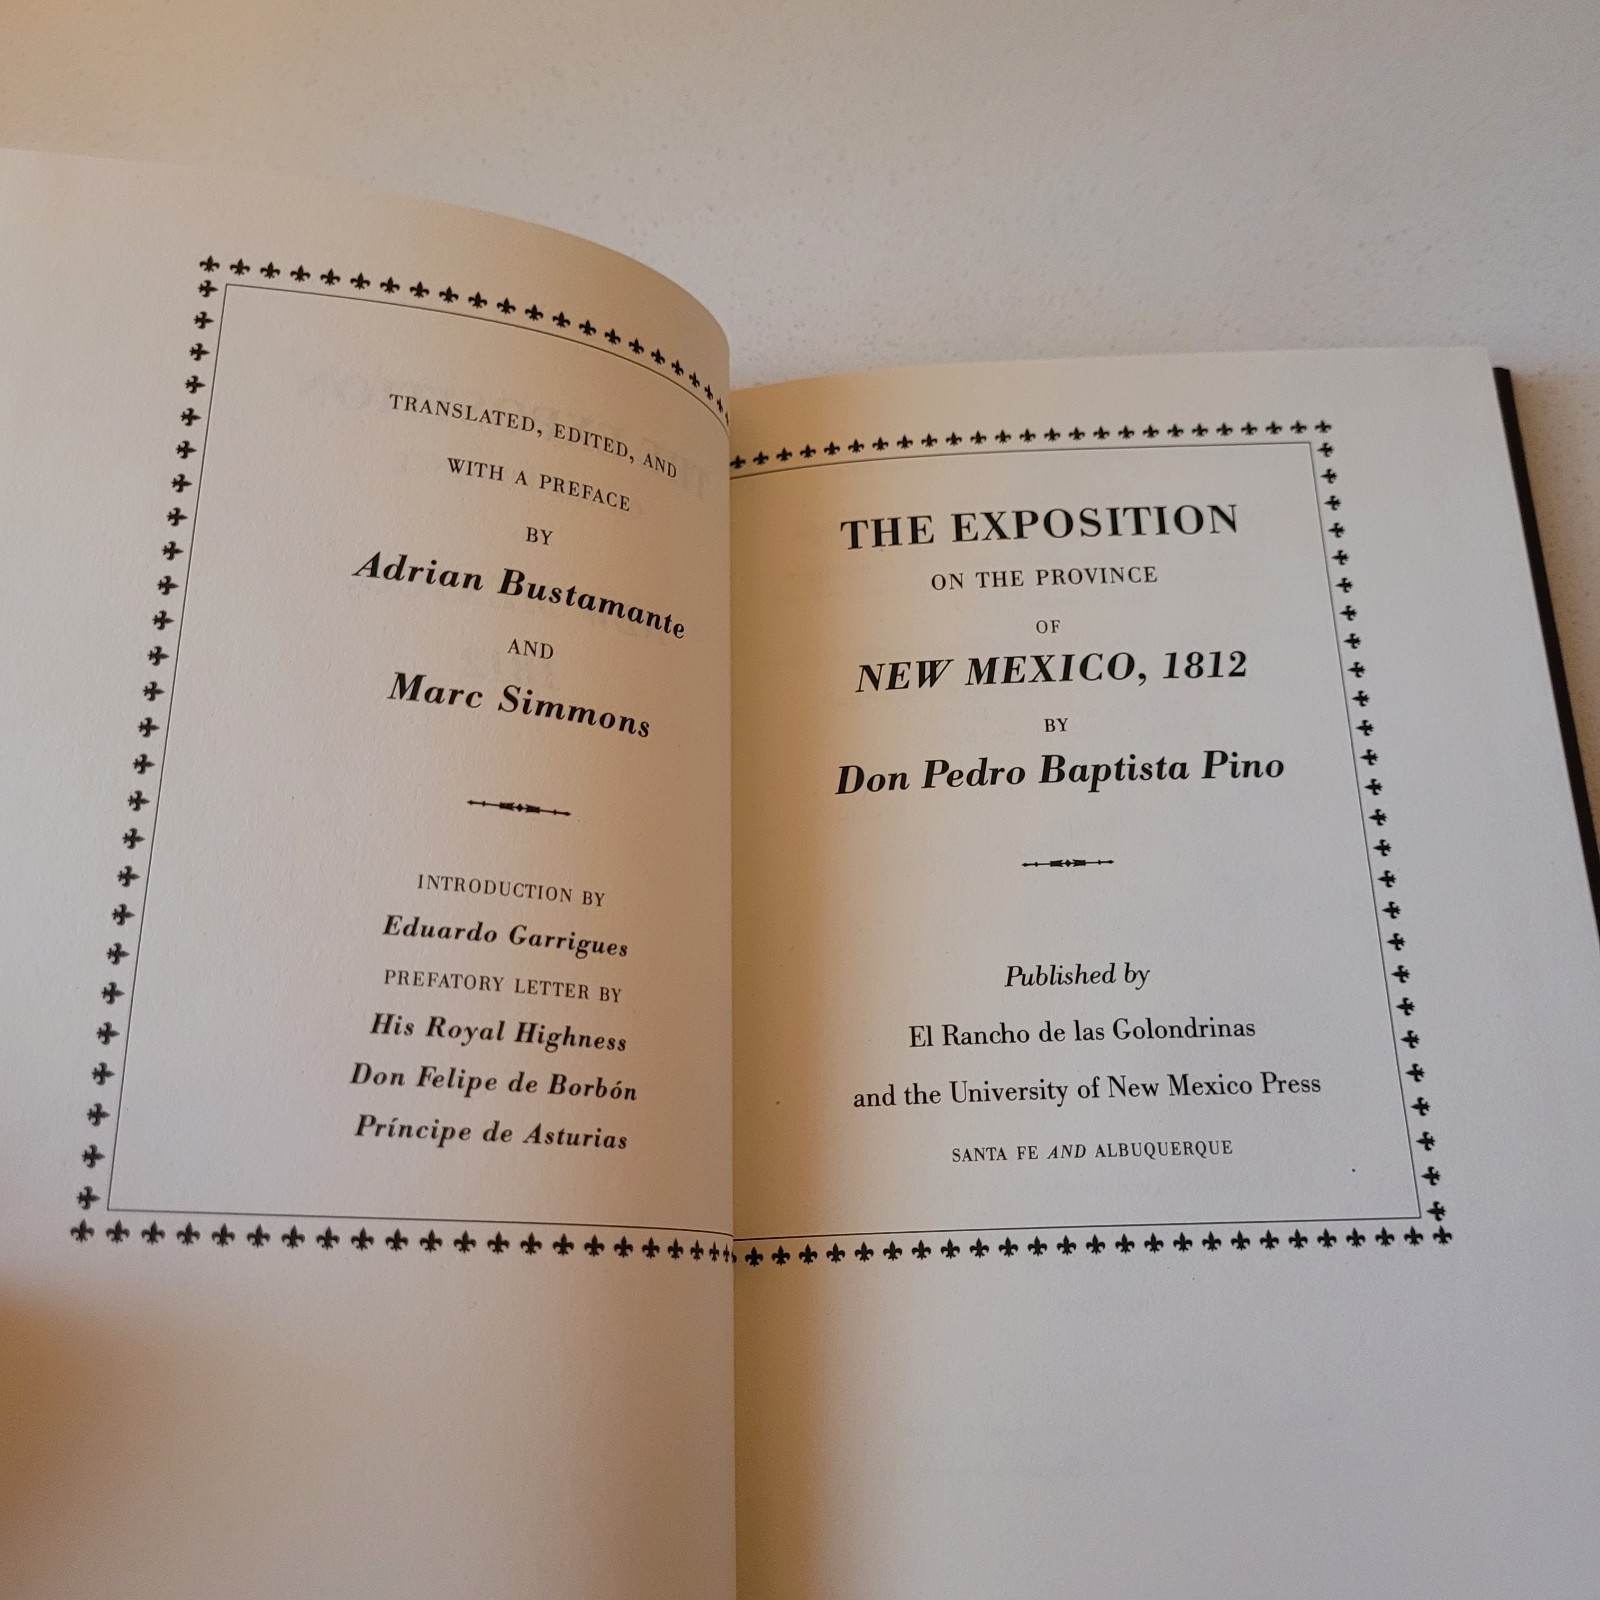 TRANSLATED, EDITED, AND
WITH A PREFACE
BY
Adrian Bustamante
AND
Marc Simmons
INTRODUCTION BY
Eduardo Garrigues
PREFATORY LETTER BY
His Royal Highness
Don Felipe de Borbón
Príncipe de Asturias
THE EXPOSITION
ON THE PROVINCE
OF
NEW MEXICO, 1812
BY
Don Pedro Baptista Pino
Published by
El Rancho de las Golondrinas
and the University of New Mexico Press
SANTA FE AND ALBUQUERQUE